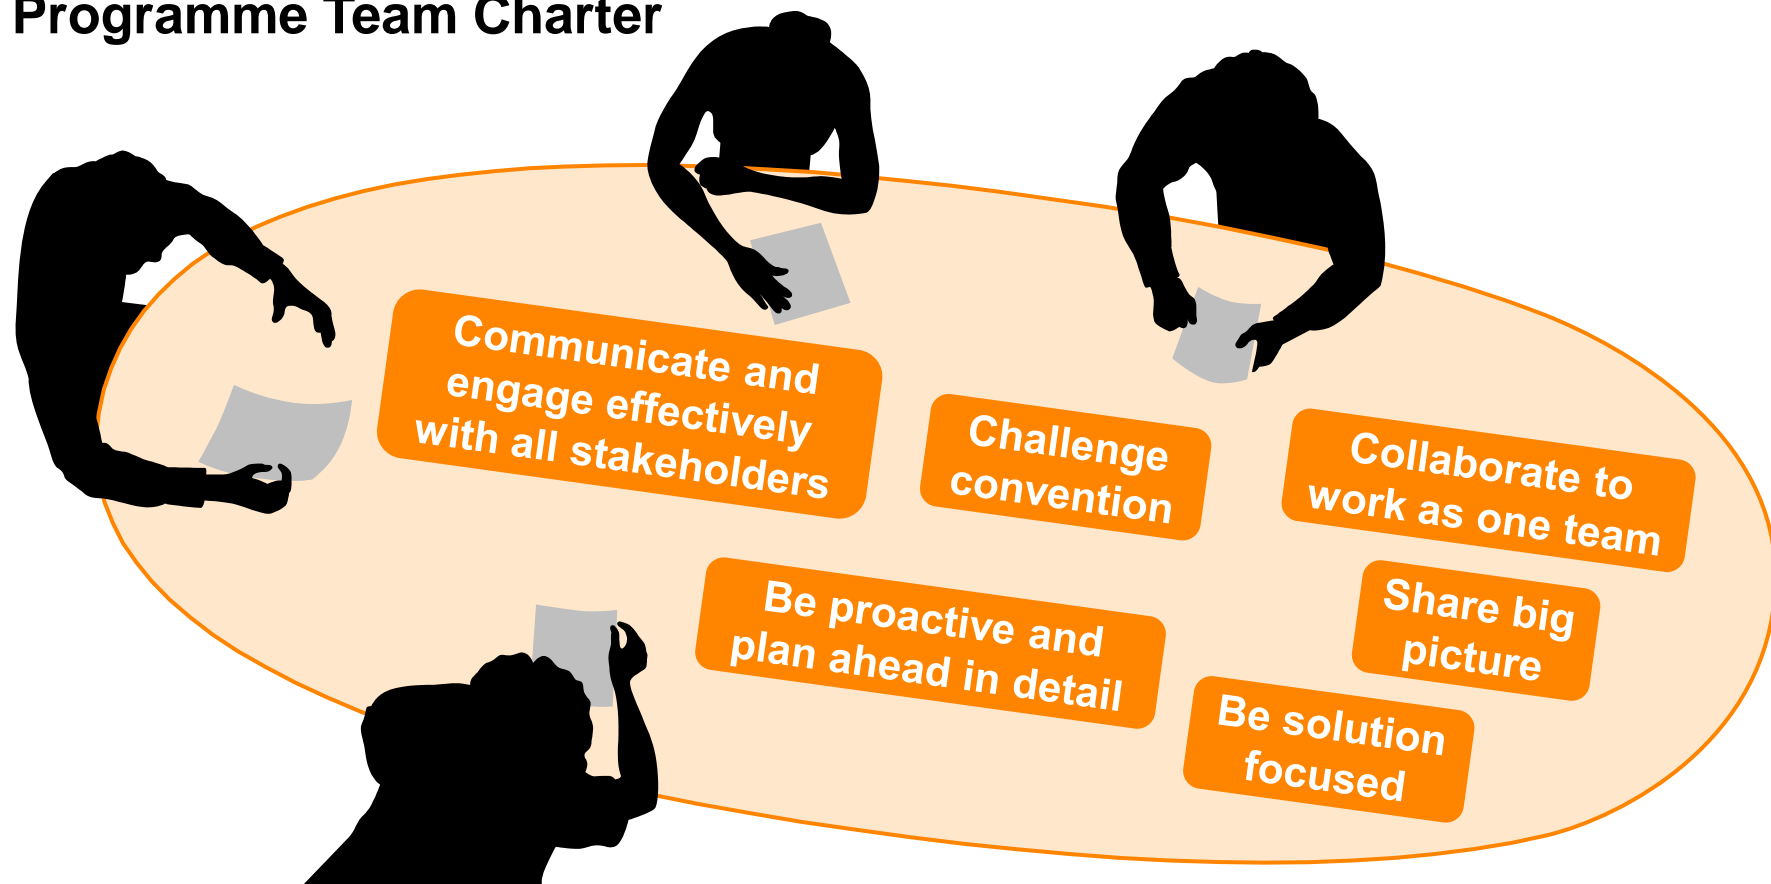 Programme Team Charter
Communicate and
engage effectively
with all stakeholders
Challenge
convention
Collaborate to
work as one team
Be proactive and
plan ahead in detail
Share big
picture
Be solution
focused